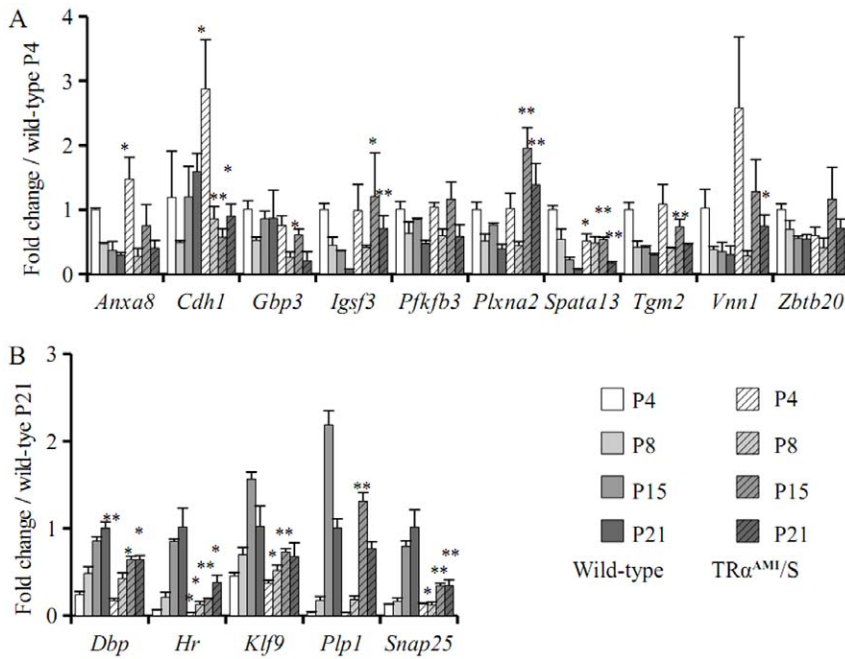 A
Fold change / wild-type P4
4
3
2
1
0
* * ** * * * ** * ** * ** ** ** *
Anxa8 Cdh1 Gbp3 Igsf3 Pfkfb3 Plxna2 Spata13 Tgm2 Vnn1 Zbtb20
B
Fold change / wild-tyc P21
3
2
1
0
** * * * * ** * * ** ** * ** **
Dbp Hr Klf9 Plp1 Snap25
P4 P4
P8 P8
P15 P15
P21 P21
Wild-type TRα^AMI/S